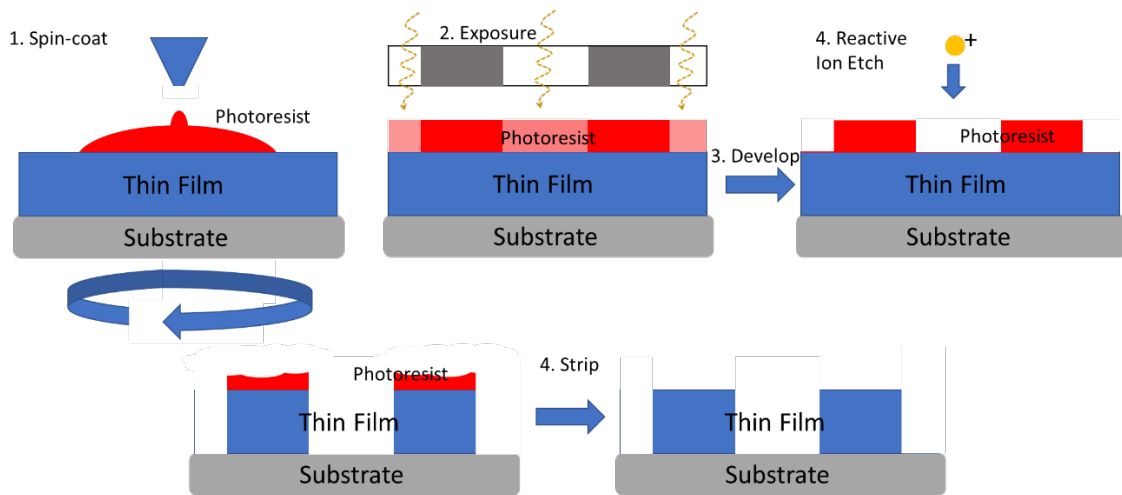 1. Spin-coat
Photoresist
Thin Film
Substrate
2. Exposure
Photoresist
Thin Film
Substrate
3. Develop
4. Reactive
Ion Etch
+
Photoresist
Thin Film
Substrate
Photoresist
Thin Film
Substrate
4. Strip
Thin Film
Substrate